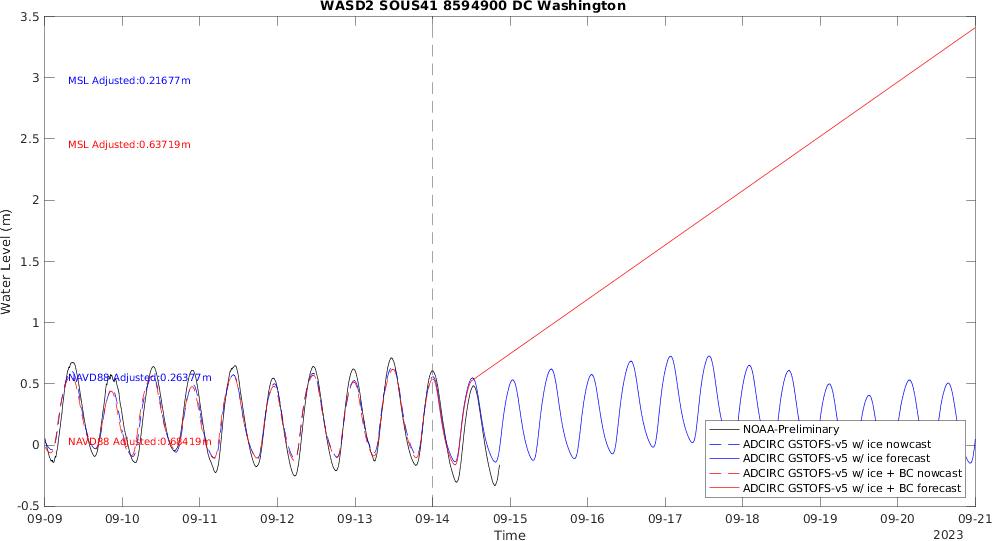 WASD2 SOUS41 8594900 DC Washington
3.5
3
2.5
2
1.5
1
0.5
0
-0.5
Water Level (m)
MSL Adjusted:0.21677m
MSL Adjusted:0.63719m
NAVD88 Adjusted:0.26377m
NAVD88 Adjusted:0.68419m
NOAA-Preliminary
ADCIRC GSTOFS-v5 w/ ice nowcast
ADCIRC GSTOFS-v5 w/ ice forecast
ADCIRC GSTOFS-v5 w/ ice + BC nowcast
ADCIRC GSTOFS-v5 w/ ice + BC forecast
09-09 09-10 09-11 09-12 09-13 09-14 09-15 09-16 09-17 09-18 09-19 09-20 09-21
Time
2023